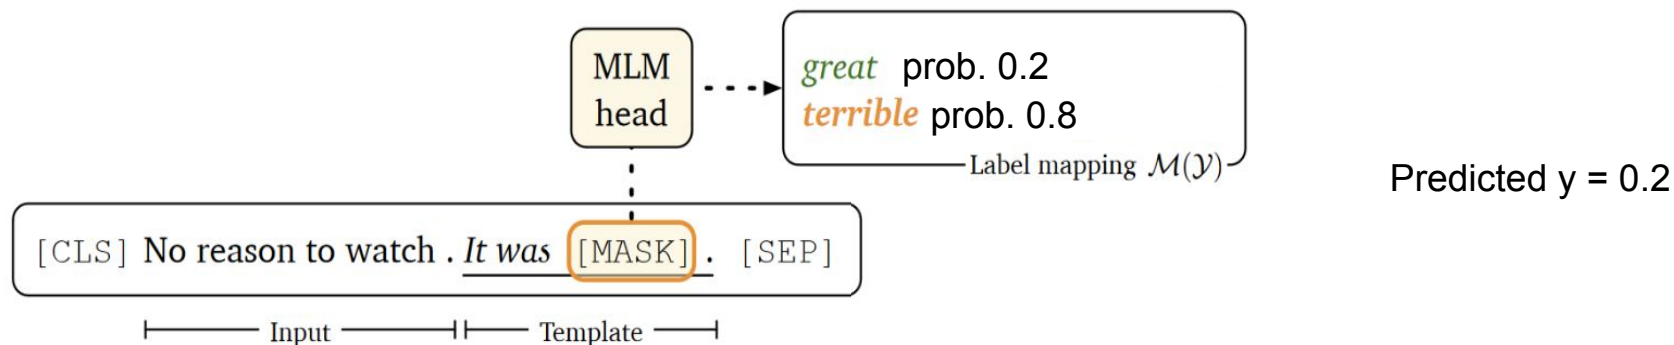 MLM
head
great prob. 0.2
terrible prob. 0.8
Label mapping M(Y)
Predicted y = 0.2
[CLS] No reason to watch . It was [MASK] . [SEP]
Input Template